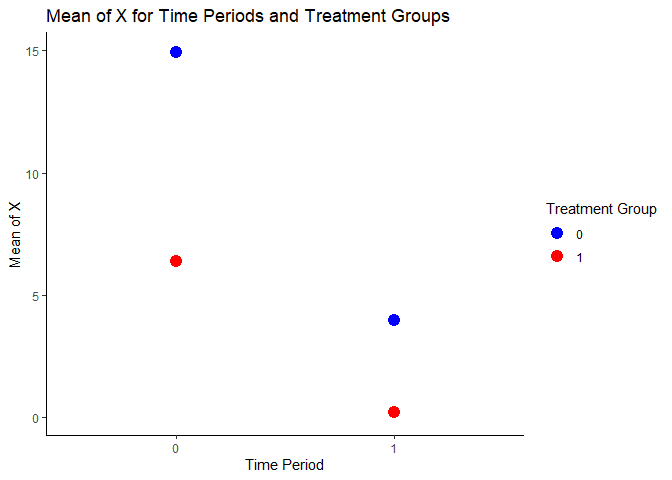 Mean of X for Time Periods and Treatment Groups
15
10
5
0
Mean of X
0
1
Time Period
Treatment Group
0
1